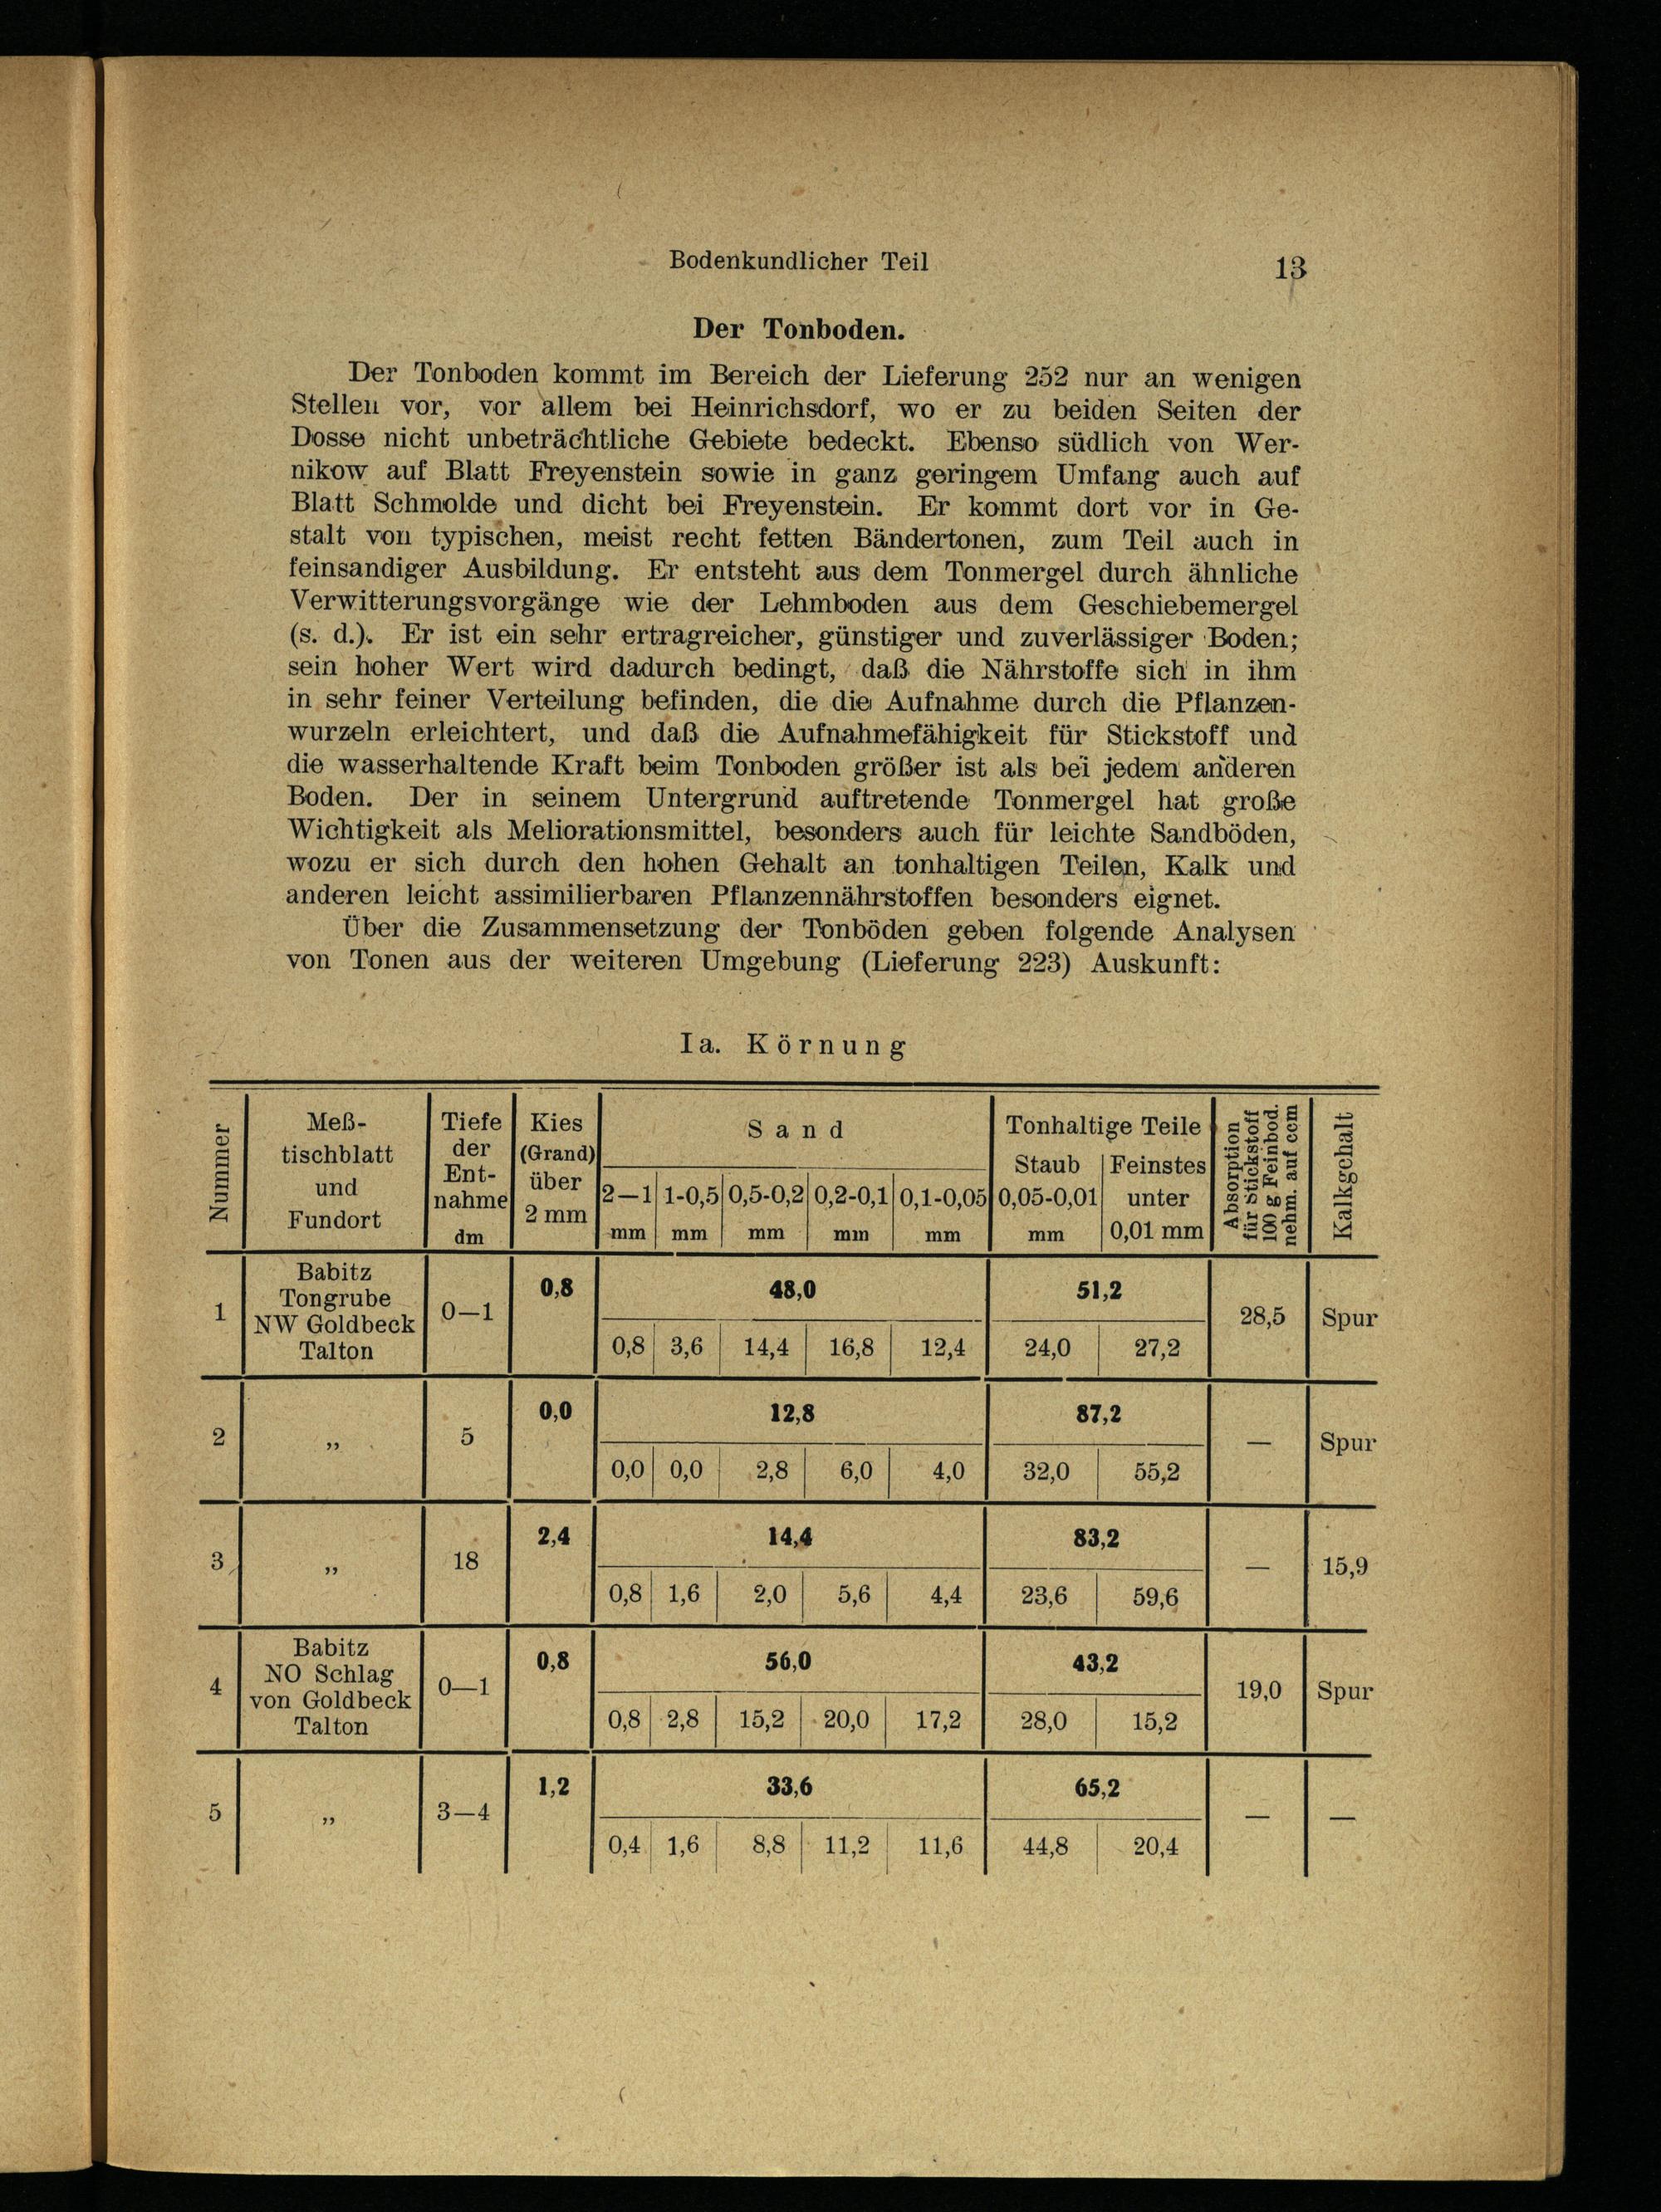 Bodenkundlicher Teil 13
Der Tonboden.
Der Tonboden kommt im Bereich der Lieferung 252 nur an wenigen
Stellen vor, vor allem bei Heinrichsdorf, wo er zu beiden Seiten der
Dosse nicht unbeträchtliche Gebiete bedeckt. Ebenso südlich von Wer-
nikow auf Blatt Freyenstein sowie in ganz geringem Umfang auch auf
Blatt Schmolde und dicht bei Freyenstein. Er kommt dort vor in Ge-
stalt von typischen, meist recht fetten Bändertonen, zum Teil auch in
feinsandiger Ausbildung. Er entsteht aus dem Tonmergel durch ähnliche
Verwitterungsvorgänge wie der Lehmboden aus dem Geschiebemergel
(s. d.). Er ist ein sehr ertragreicher, günstiger und zuverlässiger Boden;
sein hoher Wert wird dadurch bedingt, daß die Nährstoffe sich in ihm
in sehr feiner Verteilung befinden, die die Aufnahme durch die Pflanzen-
wurzeln erleichtert, und daß die Aufnahmefähigkeit für Stickstoff und
die wasserhaltende Kraft beim Tonboden größer ist als bei jedem anderen
Boden. Der in seinem Untergrund auftretende Tonmergel hat große
Wichtigkeit als Meliorationsmittel, besonders auch für leichte Sandböden,
wozu er sich durch den hohen Gehalt an tonhaltigen Teilen, Kalk und
anderen leicht assimilierbaren Pflanzennährstoffen besonders eignet.
Über die Zusammensetzung der Tonböden geben folgende Analysen
von Tonen aus der weiteren Umgebung (Lieferung 223) Auskunft:
Ia. Körnung
Nummer
Meß-
tischblatt
und
Fundort
Tiefe
der
Ent-
nahme
dm
Kies
(Grand)
über
2 mm
Sand
2—1 1-0,5 0,5-0,2 0,2-0,1 0,1-0,05
mm mm mm mm mm
Tonhaltige Teile
Staub Feinstes
0,05-0,01 unter
mm 0,01 mm
Absorption
für Stickstoff
100 g Feinbod.
nehm. auf ccm
Kalkgehalt
1
Babitz
Tongrube
NW Goldbeck
Talton
0—1
0,8 48,0 51,2
28,5 Spur
0,8 3,6 14,4 16,8 12,4 24,0 27,2
2 „ 5
0,0 12,8 87,2
— Spur
0,0 0,0 2,8 6,0 4,0 32,0 55,2
3 „ 18
2,4 14,4 83,2
— 15,9
0,8 1,6 2,0 5,6 4,4 23,6 59,6
4
Babitz
NO Schlag
von Goldbeck
Talton
0—1
0,8 56,0 43,2
19,0 Spur
0,8 2,8 15,2 20,0 17,2 28,0 15,2
5 „ 3—4
1,2 33,6 65,2
— —
0,4 1,6 8,8 11,2 11,6 44,8 20,4